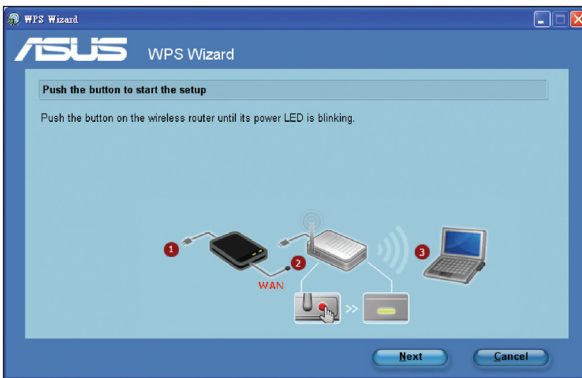 WPS Wizard
ASUS WPS Wizard
Push the button to start the setup
Push the button on the wireless router until its power LED is blinking.
1
2
3
WAN
>>
Next Cancel